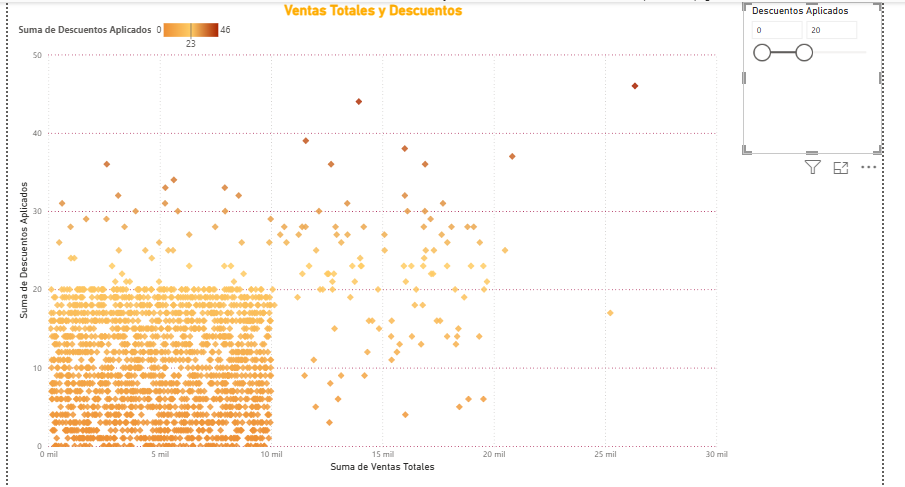 Ventas Totales y Descuentos
Suma de Descuentos Aplicados 0 46
23
Descuentos Aplicados
0 20
Suma de Descuentos Aplicados
50
40
30
20
10
0
0 mil 5 mil 10 mil 15 mil 20 mil 25 mil 30 mil
Suma de Ventas Totales